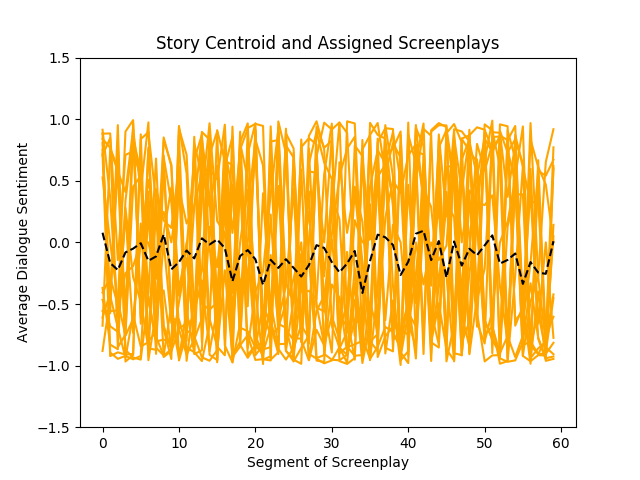 Story Centroid and Assigned Screenplays
Average Dialogue Sentiment
1.5
1.0
0.5
0.0
−0.5
−1.0
−1.5
0 10 20 30 40 50 60
Segment of Screenplay